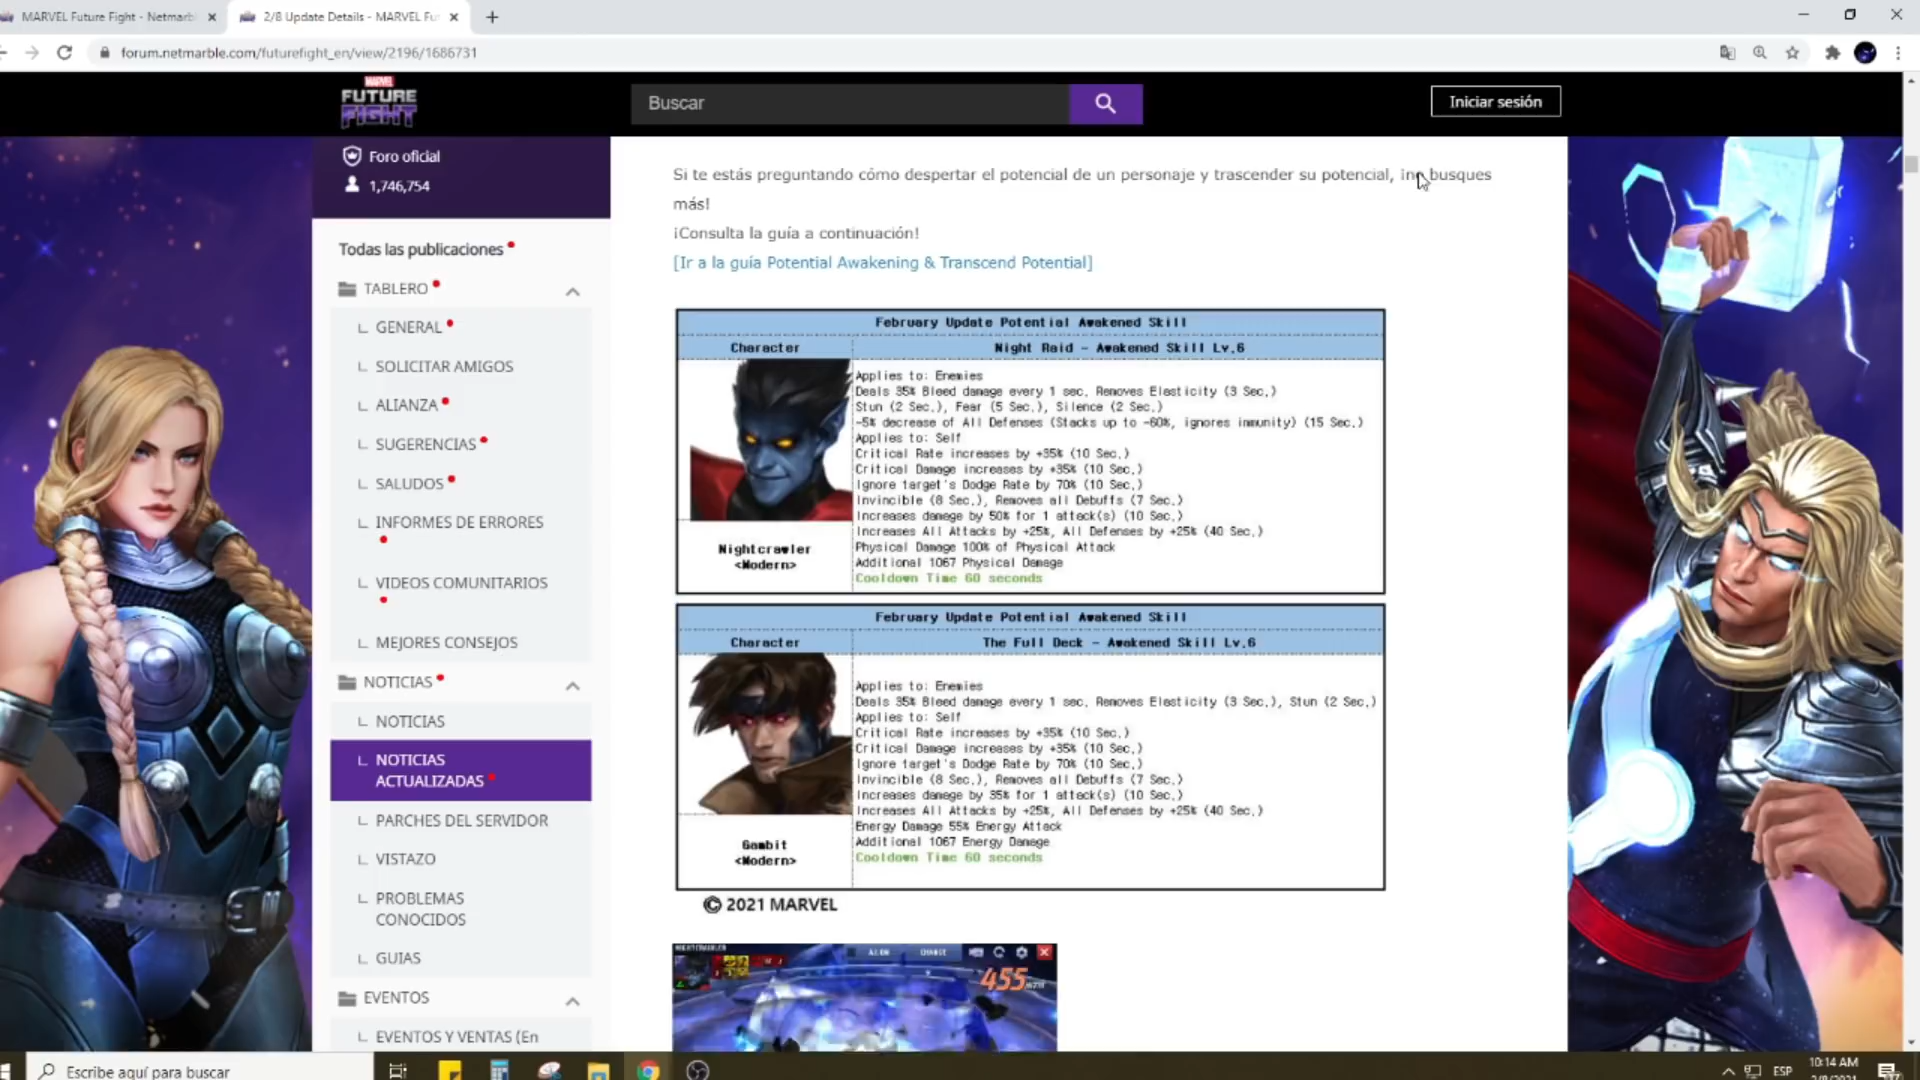 MARVEL Future Fight - Netmarb
2/8 Update Details - MARVEL Fu
forum.netmarble.com/futurefight_en/view/2196/1686731
MARVEL
FUTURE
FIGHT
Buscar
Iniciar sesión
Foro oficial
1,746,754
Todas las publicaciones
TABLERO
GENERAL
SOLICITAR AMIGOS
ALIANZA
SUGERENCIAS
SALUDOS
INFORMES DE ERRORES
VIDEOS COMUNITARIOS
MEJORES CONSEJOS
NOTICIAS
NOTICIAS
NOTICIAS
ACTUALIZADAS
PARCHES DEL SERVIDOR
VISTAZO
PROBLEMAS
CONOCIDOS
GUIAS
EVENTOS
EVENTOS Y VENTAS (En
Si te estás preguntando cómo despertar el potencial de un personaje y trascender su potencial, ¡no busques
más!
¡Consulta la guía a continuación!
[Ir a la guía Potential Awakening & Transcend Potential]
February Update Potential Awakened Skill
Character
Night Raid - Awakened Skill Lv.6
Applies to: Enemies
Deals 35% Bleed damage every 1 sec, Removes Elasticity (3 Sec.)
Stun (2 Sec.), Fear (5 Sec.), Silence (2 Sec.)
-5% decrease of All Defenses (Stacks up to -60%, ignores immunity) (15 Sec.)
Applies to: Self
Critical Rate increases by +35% (10 Sec.)
Critical Damage increases by +35% (10 Sec.)
Ignore target's Dodge Rate by 70% (10 Sec.)
Invincible (8 Sec.), Removes all Debuffs (7 Sec.)
Increases damage by 50% for 1 attack(s) (10 Sec.)
Increases All Attacks by +25%, All Defenses by +25% (40 Sec.)
Physical Damage 100% of Physical Attack
Additional 1067 Physical Damage
Cooldown Time 60 seconds
Nightcrawler
<Modern>
February Update Potential Awakened Skill
Character
The Full Deck - Awakened Skill Lv.6
Applies to: Enemies
Deals 35% Bleed damage every 1 sec, Removes Elasticity (3 Sec.), Stun (2 Sec.)
Applies to: Self
Critical Rate increases by +35% (10 Sec.)
Critical Damage increases by +35% (10 Sec.)
Ignore target's Dodge Rate by 70% (10 Sec.)
Invincible (8 Sec.), Removes all Debuffs (7 Sec.)
Increases damage by 35% for 1 attack(s) (10 Sec.)
Increases All Attacks by +25%, All Defenses by +25% (40 Sec.)
Energy Damage 55% Energy Attack
Additional 1067 Energy Damage
Cooldown Time 60 seconds
Gambit
<Modern>
© 2021 MARVEL
NIGHTCRAWLER
455
Escribe aquí para buscar
ESP
10:14 AM